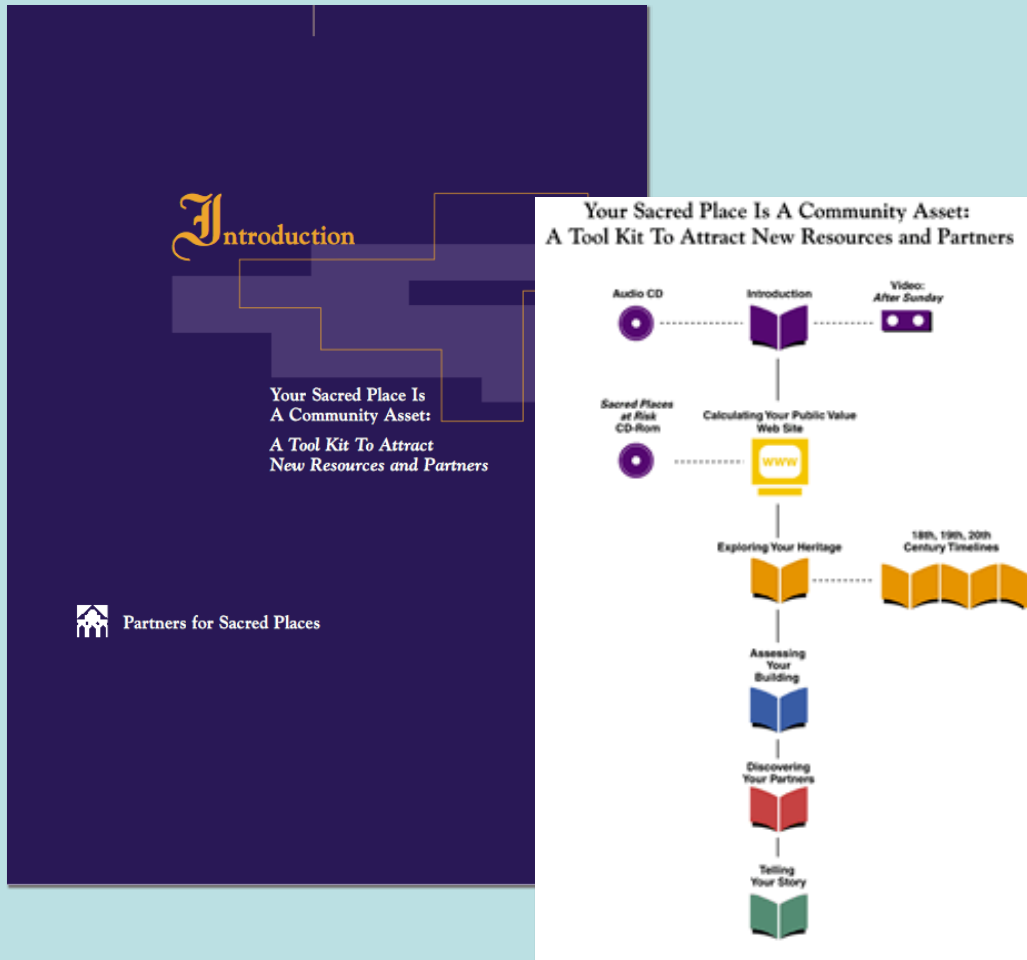 Introduction
Your Sacred Place Is
A Community Asset:
A Tool Kit To Attract
New Resources and Partners
Partners for Sacred Places
Your Sacred Place Is A Community Asset:
A Tool Kit To Attract New Resources and Partners
Audio CD
Introduction
Video:
After Sunday
Sacred Places
at Risk
CD-Rom
Calculating Your Public Value
Web Site
www
Exploring Your Heritage
18th, 19th, 20th
Century Timelines
Assessing
Your
Building
Discovering
Your Partners
Telling
Your Story